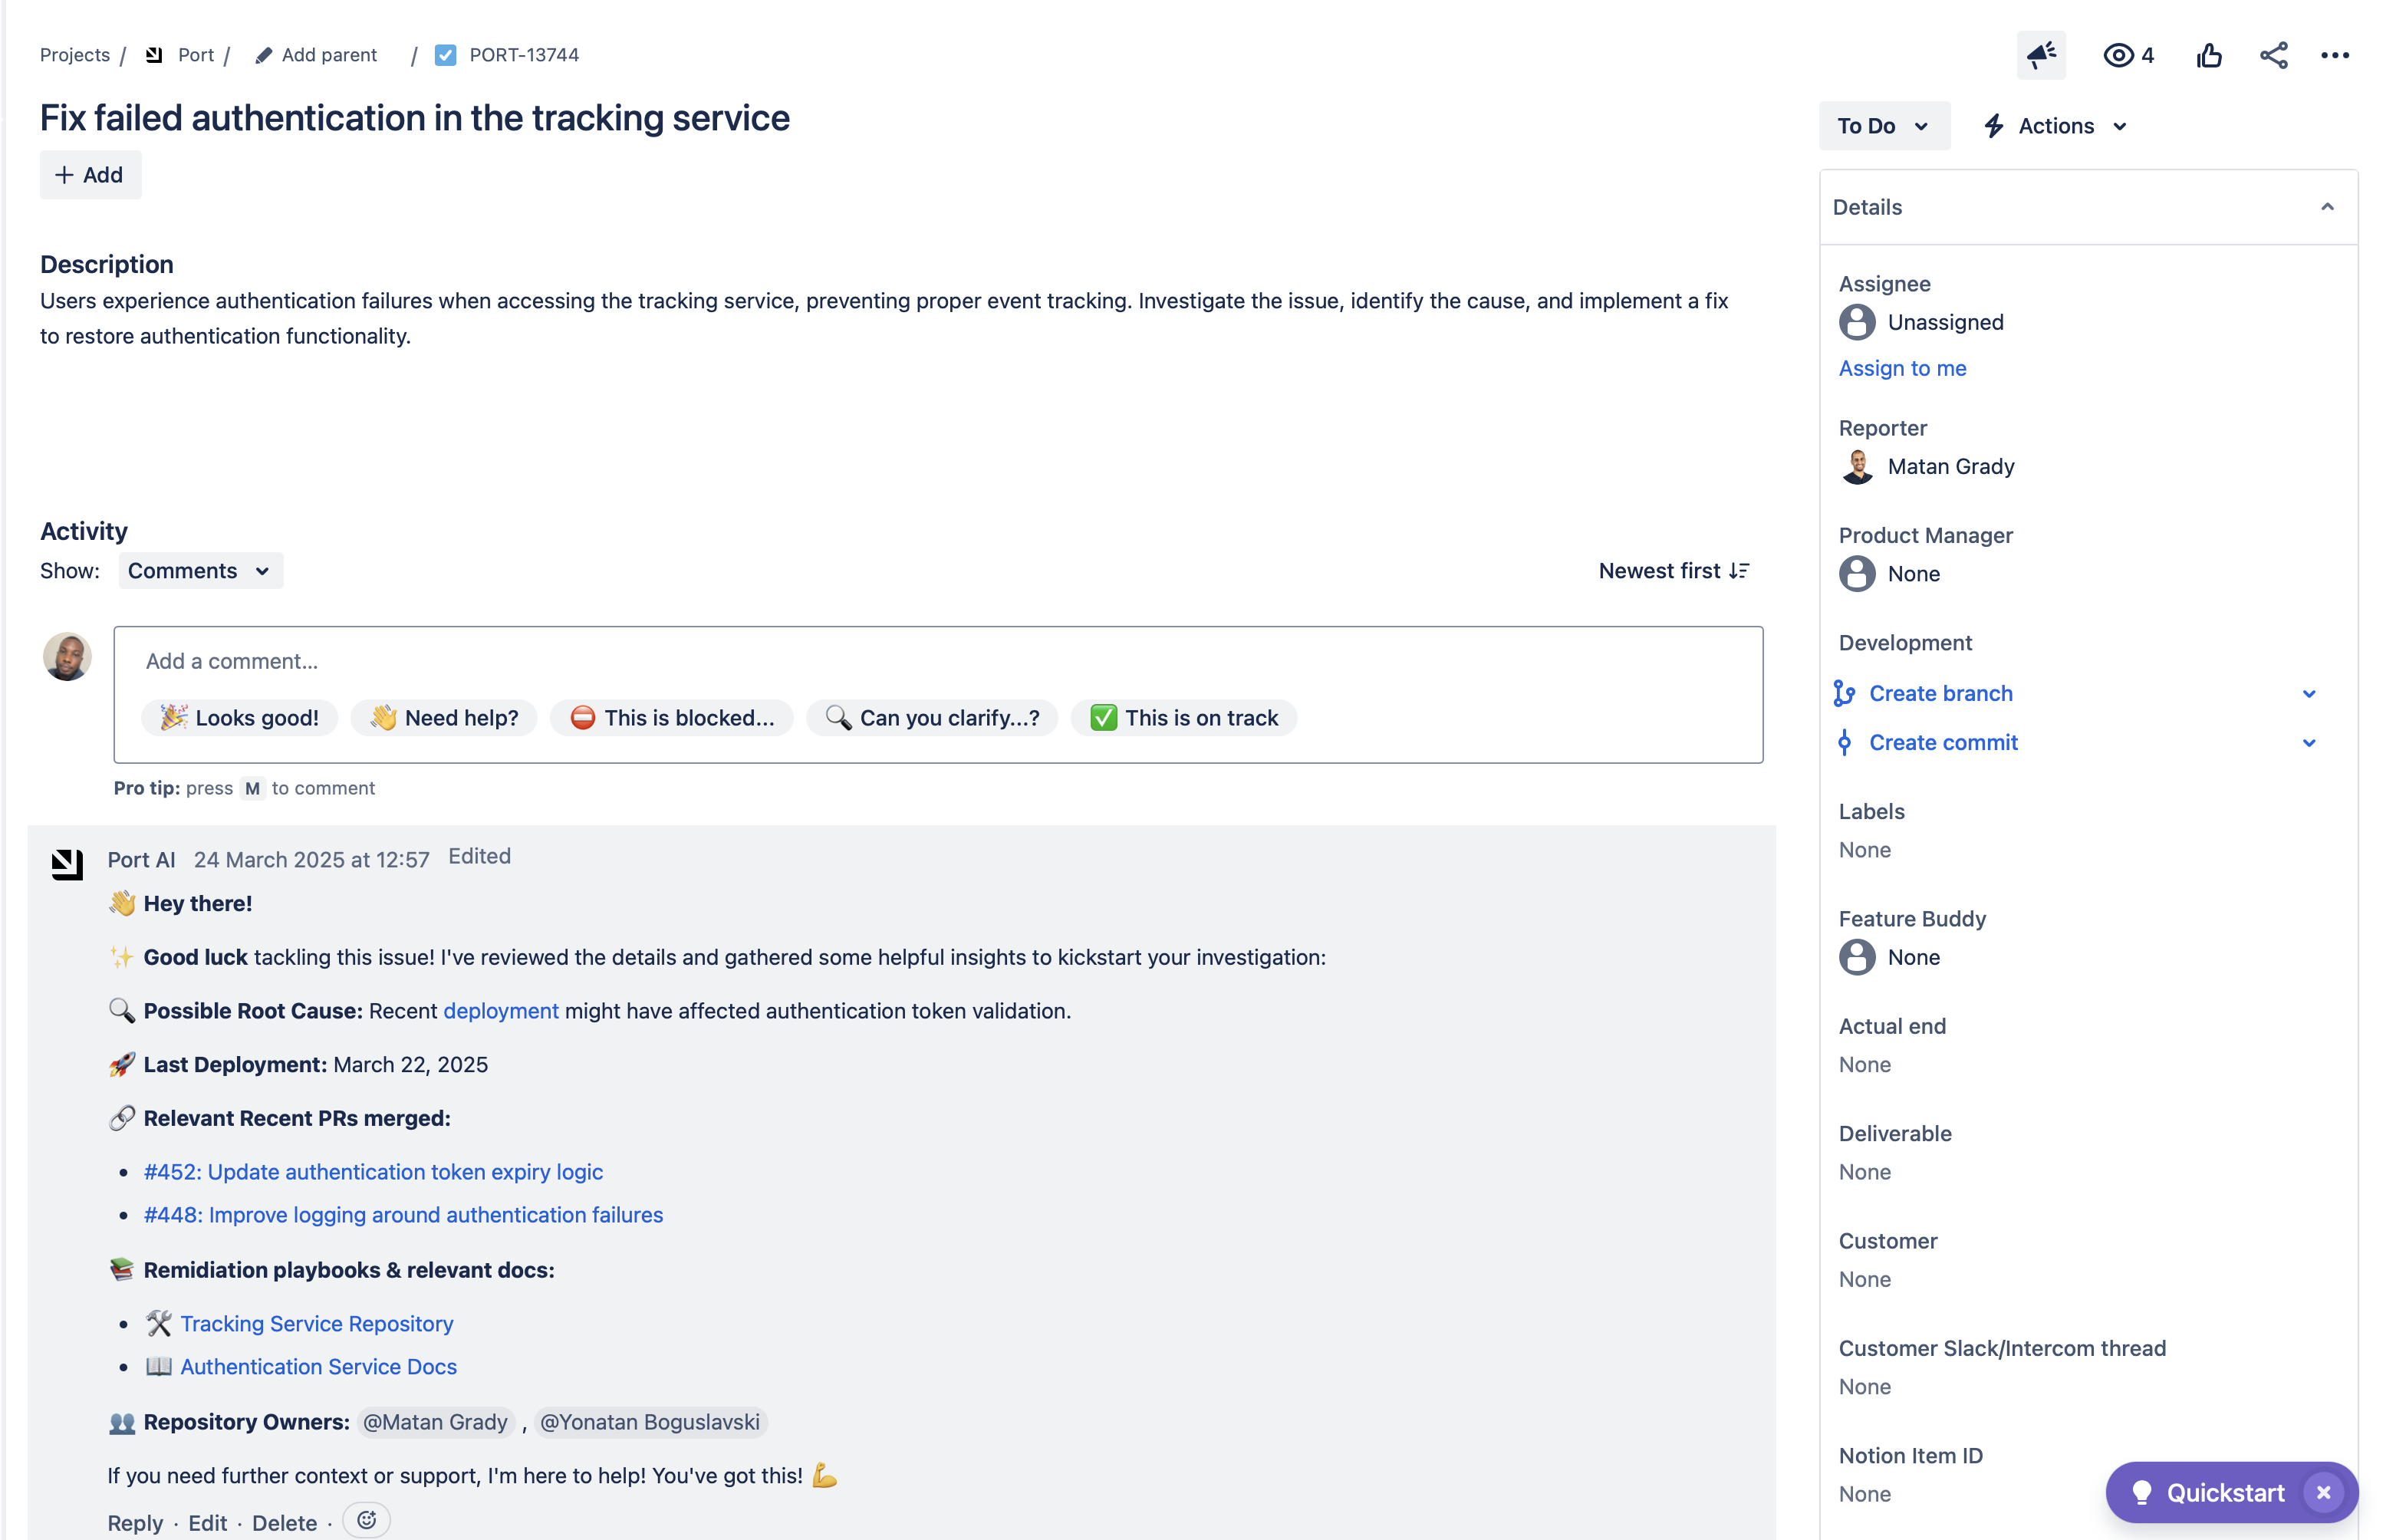 Projects / Port / Add parent / PORT-13744
4
Fix failed authentication in the tracking service
To Do
Actions
+ Add
Details
Description
Users experience authentication failures when accessing the tracking service, preventing proper event tracking. Investigate the issue, identify the cause, and implement a fix
to restore authentication functionality.
Activity
Show: Comments
Newest first
Add a comment...
🎉 Looks good!
👋 Need help?
⛔ This is blocked...
🔍 Can you clarify...?
✅ This is on track
Pro tip: press M to comment
Port AI 24 March 2025 at 12:57 Edited
👋 Hey there!
✨ Good luck tackling this issue! I've reviewed the details and gathered some helpful insights to kickstart your investigation:
🔍 Possible Root Cause: Recent deployment might have affected authentication token validation.
🚀 Last Deployment: March 22, 2025
🔗 Relevant Recent PRs merged:
• #452: Update authentication token expiry logic
• #448: Improve logging around authentication failures
📚 Remidiation playbooks & relevant docs:
• 🛠 Tracking Service Repository
• 📖 Authentication Service Docs
👥 Repository Owners: @Matan Grady , @Yonatan Boguslavski
If you need further context or support, I'm here to help! You've got this! 💪
Reply · Edit · Delete ·
Assignee
Unassigned
Assign to me
Reporter
Matan Grady
Product Manager
None
Development
Create branch
Create commit
Labels
None
Feature Buddy
None
Actual end
None
Deliverable
None
Customer
None
Customer Slack/Intercom thread
None
Notion Item ID
None
Quickstart